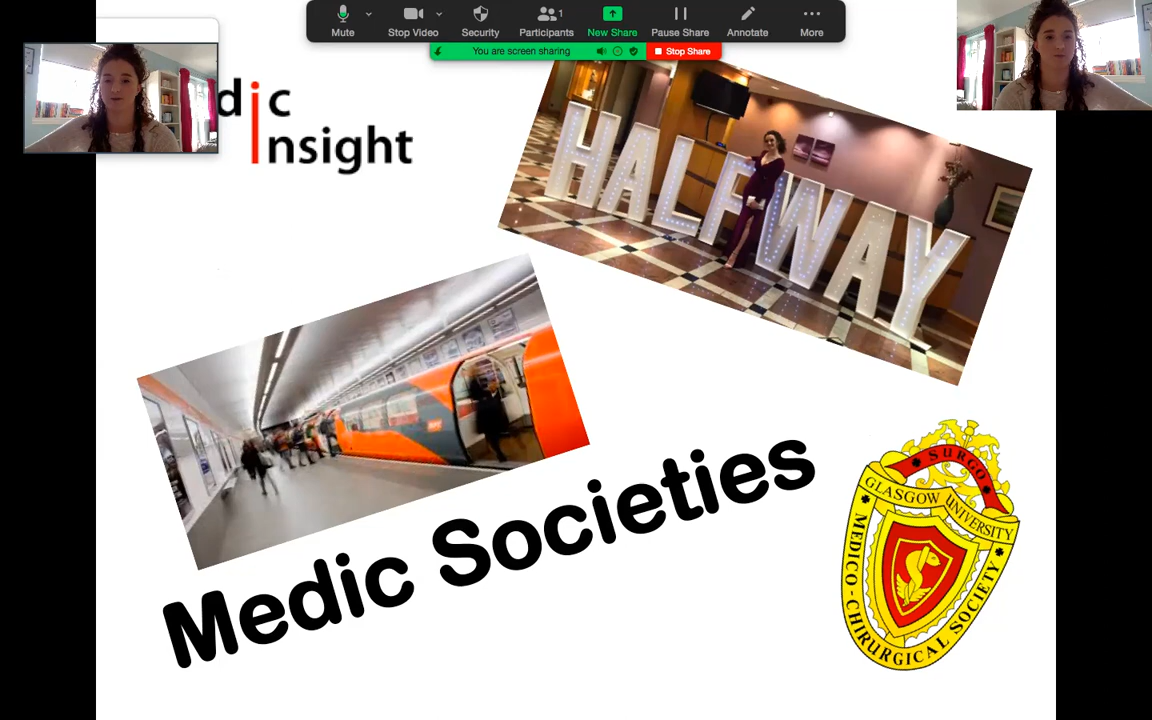 Mute
Stop Video
Security
1
Participants
New Share
Pause Share
Annotate
More
You are screen sharing
Stop Share
dic
insight
HALFWAY
Medic Societies
SURGO
GLASGOW UNIVERSITY
MEDICO-CHIRURGICAL SOCIETY